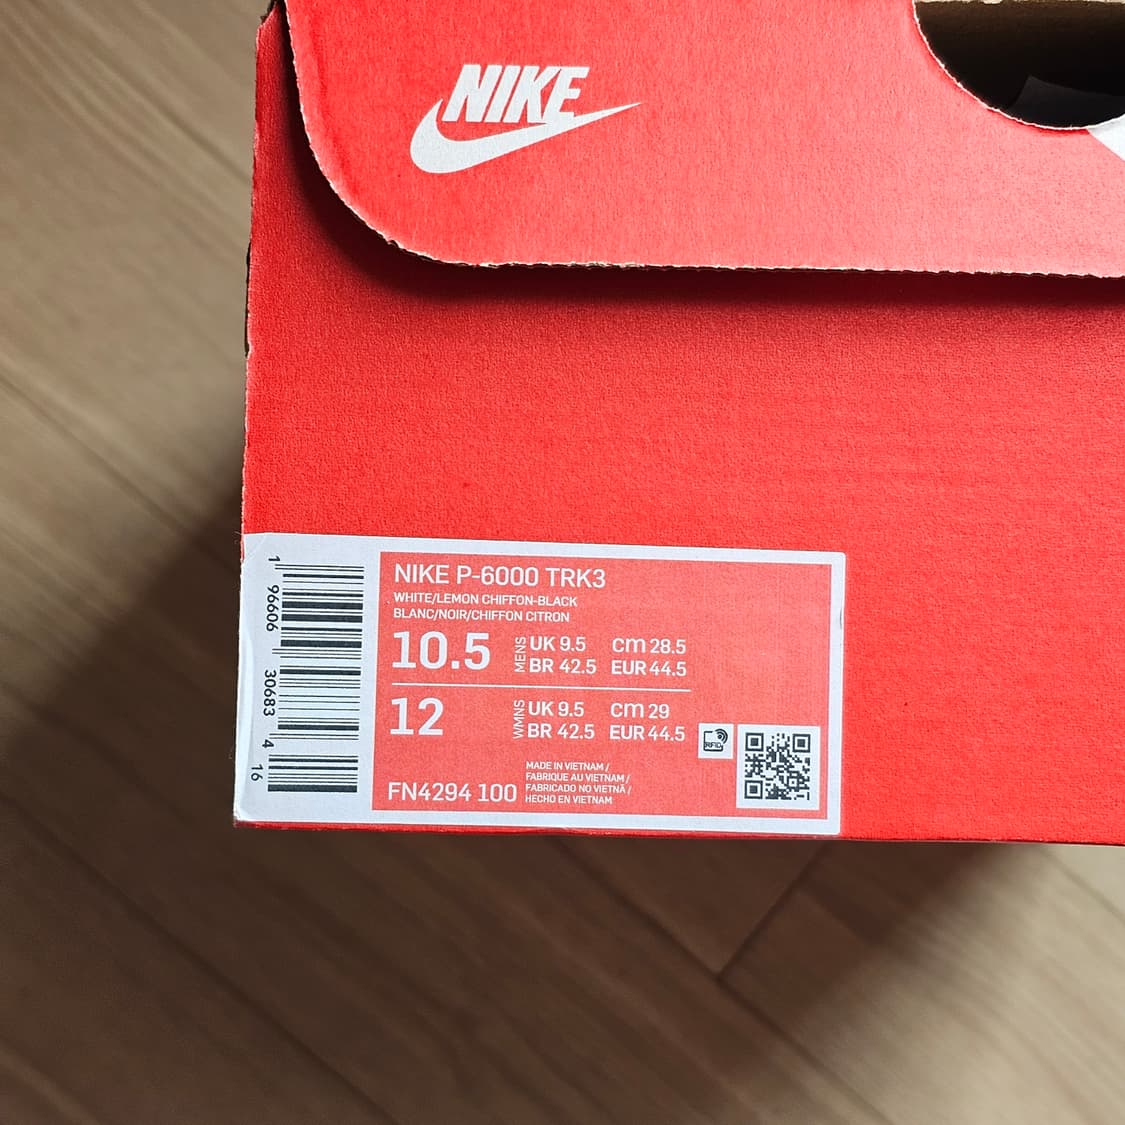 NIKE
NIKE P-6000 TRK3
WHITE/LEMON CHIFFON-BLACK
BLANC/NOIR/CHIFFON CITRON
10.5 MENS UK 9.5 CM 28.5
BR 42.5 EUR 44.5
12 WMNS UK 9.5 CM 29
BR 42.5 EUR 44.5
RFID
MADE IN VIETNAM /
FABRIQUE AU VIETNAM /
FABRICADO NO VIETNÃ /
HECHO EN VIETNAM
FN4294 100
1 96606 30683 4 16